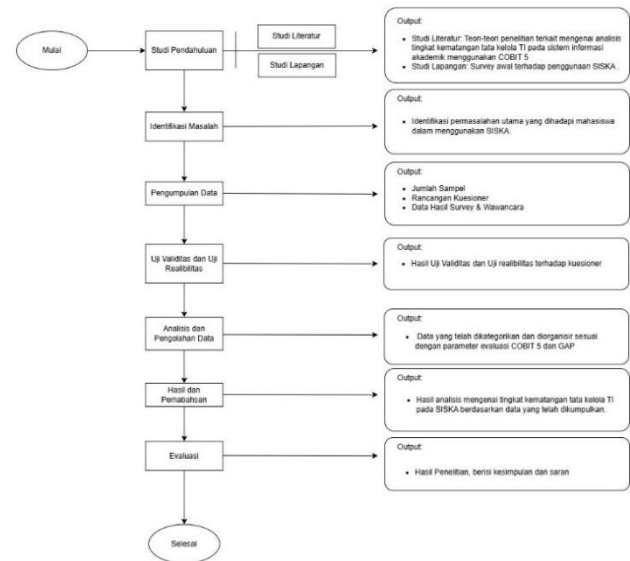 Mulai
Studi Pendahuluan
Studi Literatur
Studi Lapangan
Output:
• Studi Literatur: Teori-teori penelitian terkait mengenai analisis
tingkat kematangan tata kelola TI pada sistem informasi
akademik menggunakan COBIT 5
• Studi Lapangan: Survey awal terhadap penggunaan SISKA .
Identifikasi Masalah
Output:
• Identifikasi permasalahan utama yang dihadapi mahasiswa
dalam menggunakan SISKA.
Pengumpulan Data
Output:
• Jumlah Sampel
• Rancangan Kuesioner
• Data Hasil Survey & Wawancara
Uji Validitas dan Uji
Realibilitas
Output:
• Hasil Uji Validitas dan Uji realibilitas terhadap kuesioner
Analisis dan
Pengolahan Data
Output:
• Data yang telah dikategorikan dan diorganisir sesuai
dengan parameter evaluasi COBIT 5 dan GAP
Hasil dan
Pemabahsan
Output:
• Hasil analisis mengenai tingkat kematangan tata kelola TI
pada SISKA berdasarkan data yang telah dikumpulkan.
Evaluasi
Output:
• Hasil Penelitian, berisi kesimpulan dan saran
Selesai